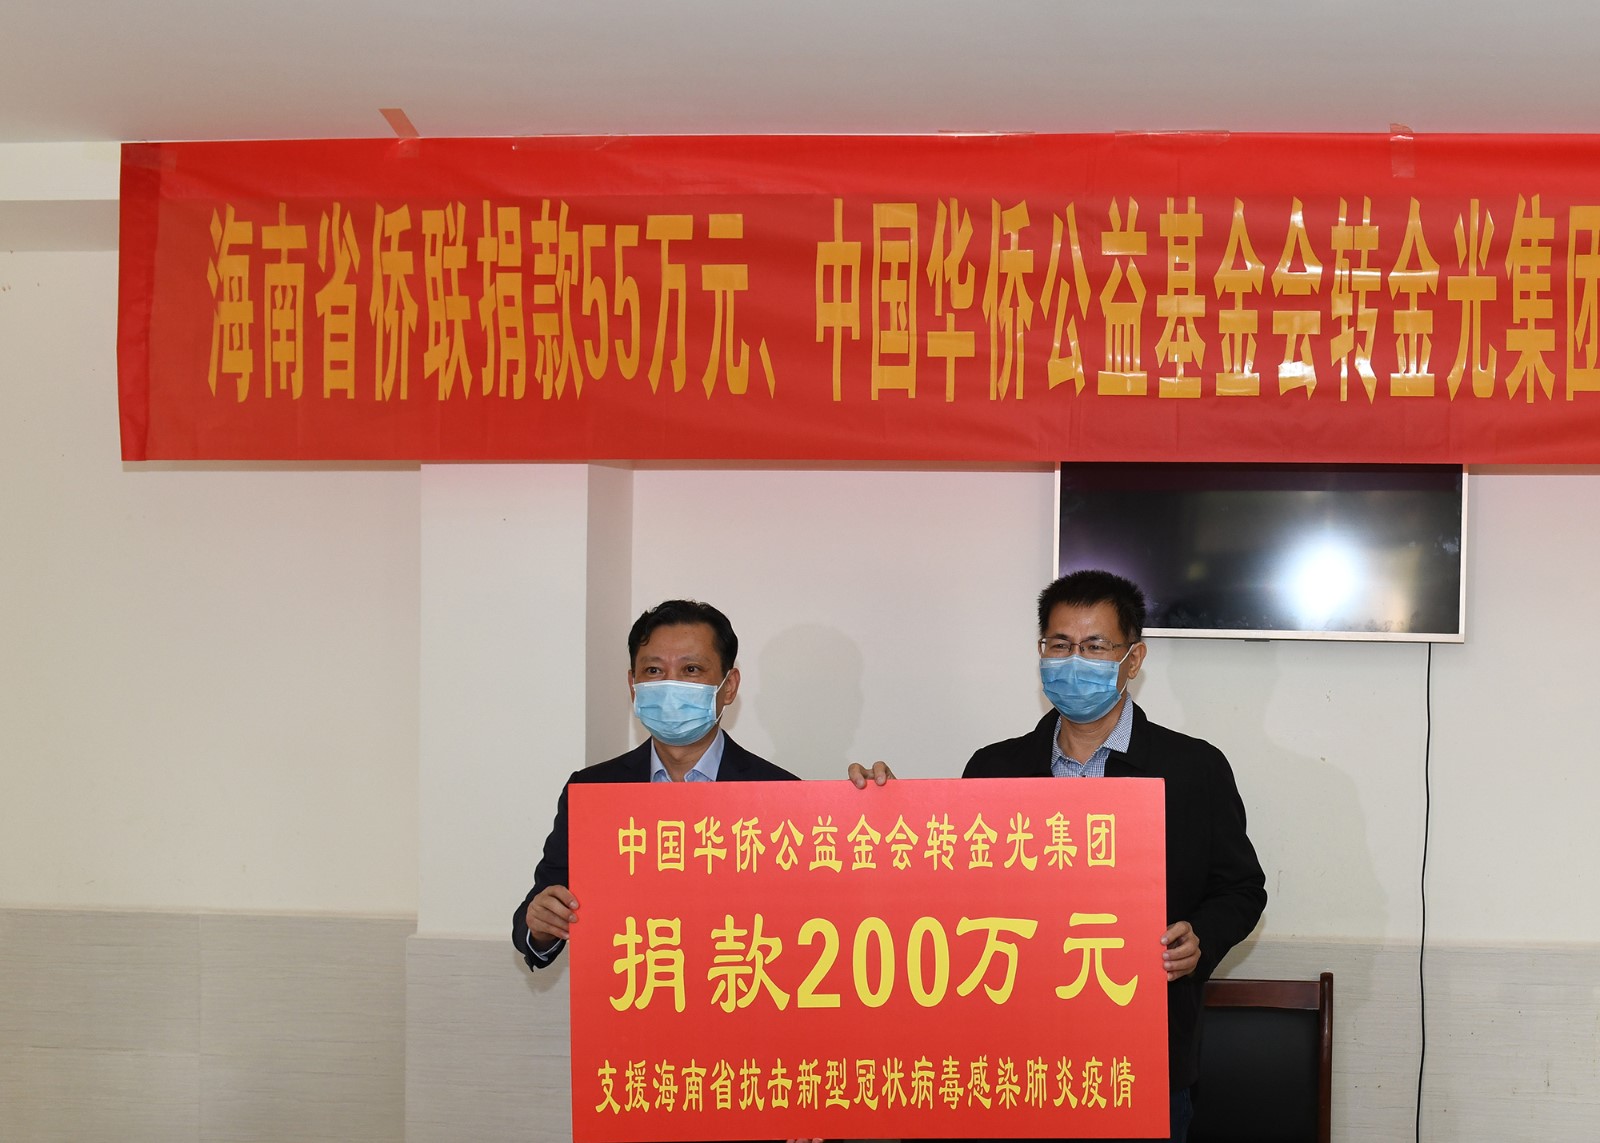 海南省侨联捐款55万元、中国华侨公益基金会转金光集团
中国华侨公益金会转金光集团
捐款200万元
支援海南省抗击新型冠状病毒感染肺炎疫情